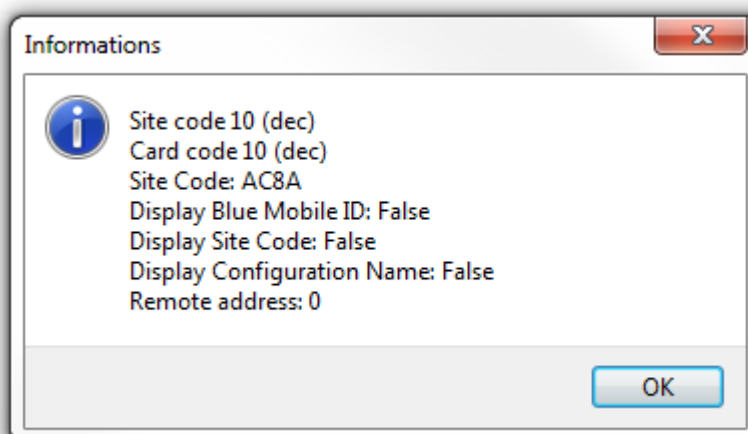 Informations
Site code 10 (dec)
Card code 10 (dec)
Site Code: AC8A
Display Blue Mobile ID: False
Display Site Code: False
Display Configuration Name: False
Remote address: 0
OK